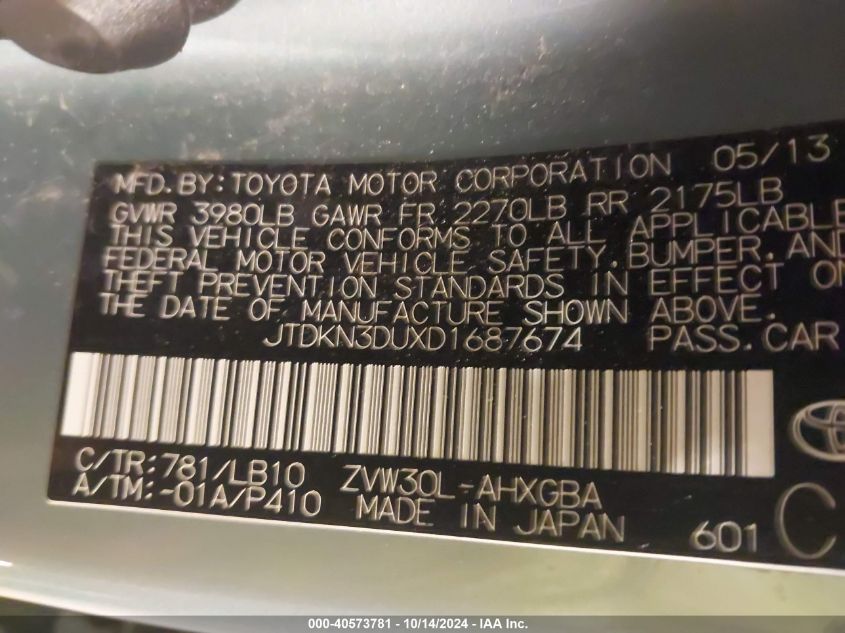 MFD. BY: TOYOTA MOTOR CORPORATION 05/13
GVWR 3980LB GAWR FR 2270LB RR 2175LB
THIS VEHICLE CONFORMS TO ALL APPLICABLE
FEDERAL MOTOR VEHICLE SAFETY, BUMPER, AND
THEFT PREVENTION STANDARDS IN EFFECT ON
THE DATE OF MANUFACTURE SHOWN ABOVE.
JTDKN3DUXD1687674 PASS. CAR
C/TR: 781/LB10 ZVW30L-AHXGBA
A/TM: -01A/P410 MADE IN JAPAN 601 C
000-40573781 - 10/14/2024 - IAA Inc.